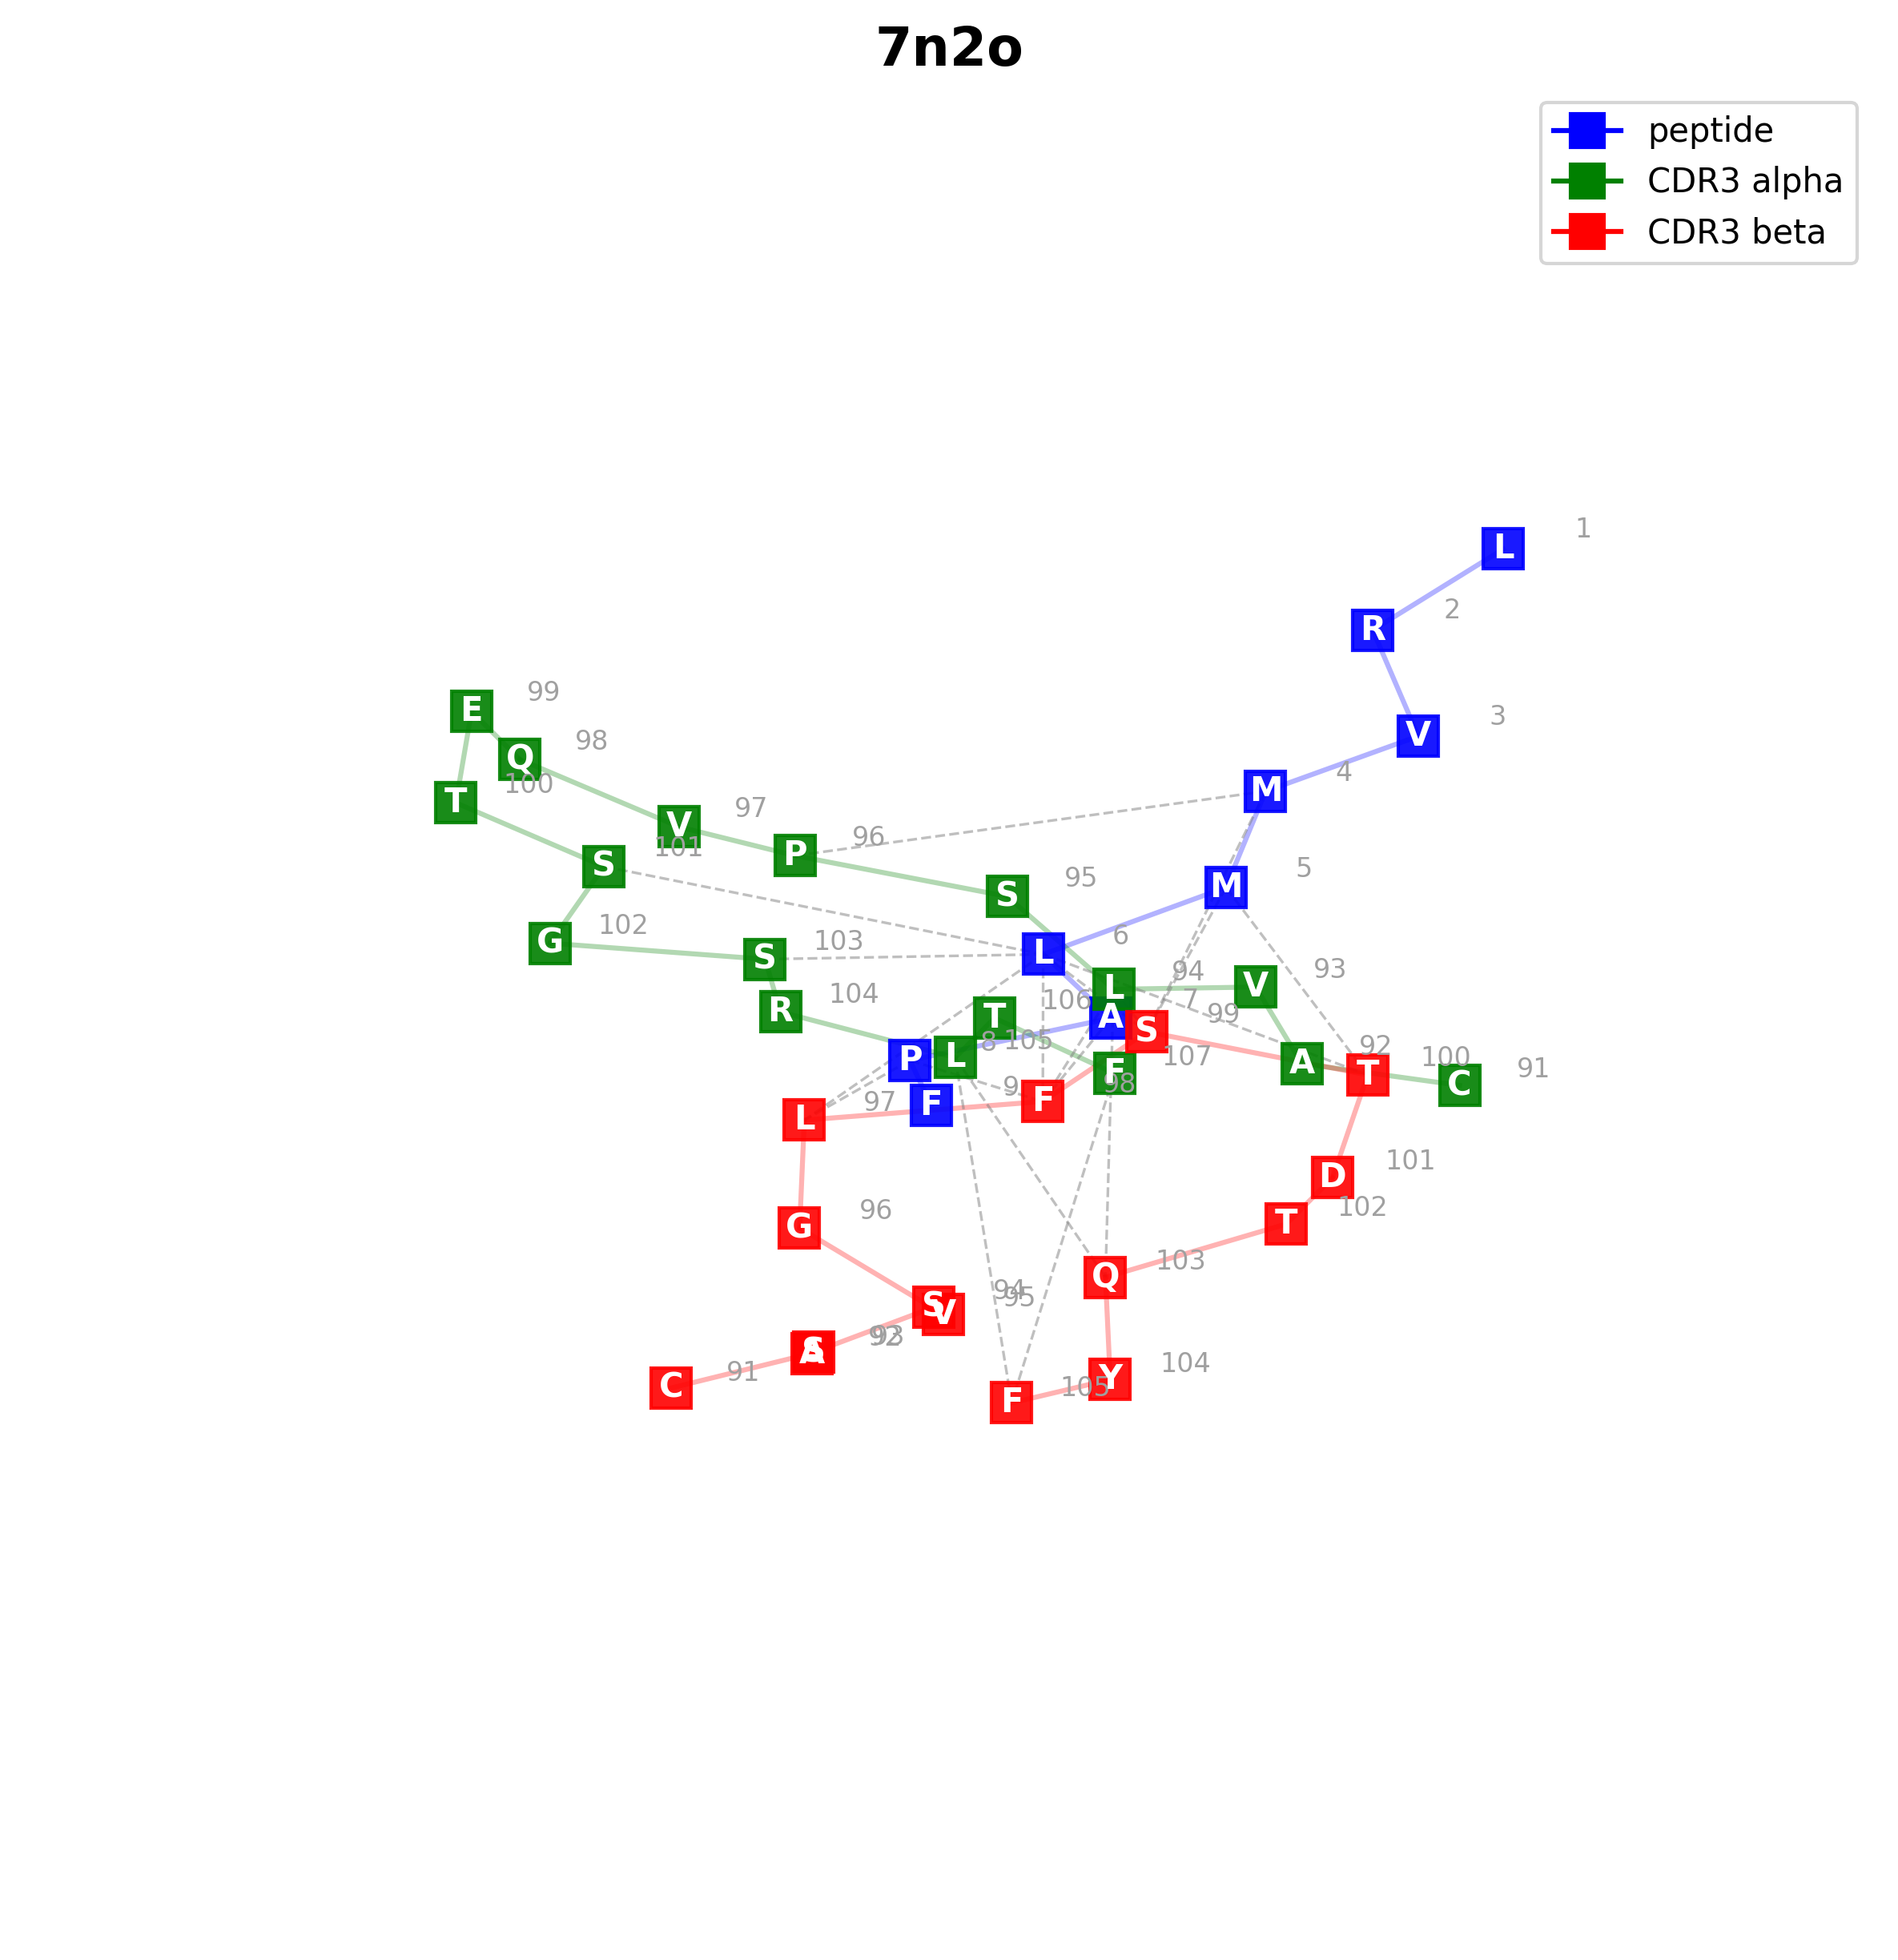 7n2o
peptide
CDR3 alpha
CDR3 beta
L 1
R 2
V 3
M 4
M 5
L 6
A 7
P 8
F 9
C 91
A 92
V 93
L 94
S 95
P 96
V 97
Q 98
E 99
T 100
S 101
G 102
S 103
R 104
L 105
T 106
F 107
C 91
A 92
S 93
S 94
V 95
G 96
L 97
F 98
S 99
T 100
D 101
T 102
Q 103
Y 104
F 105